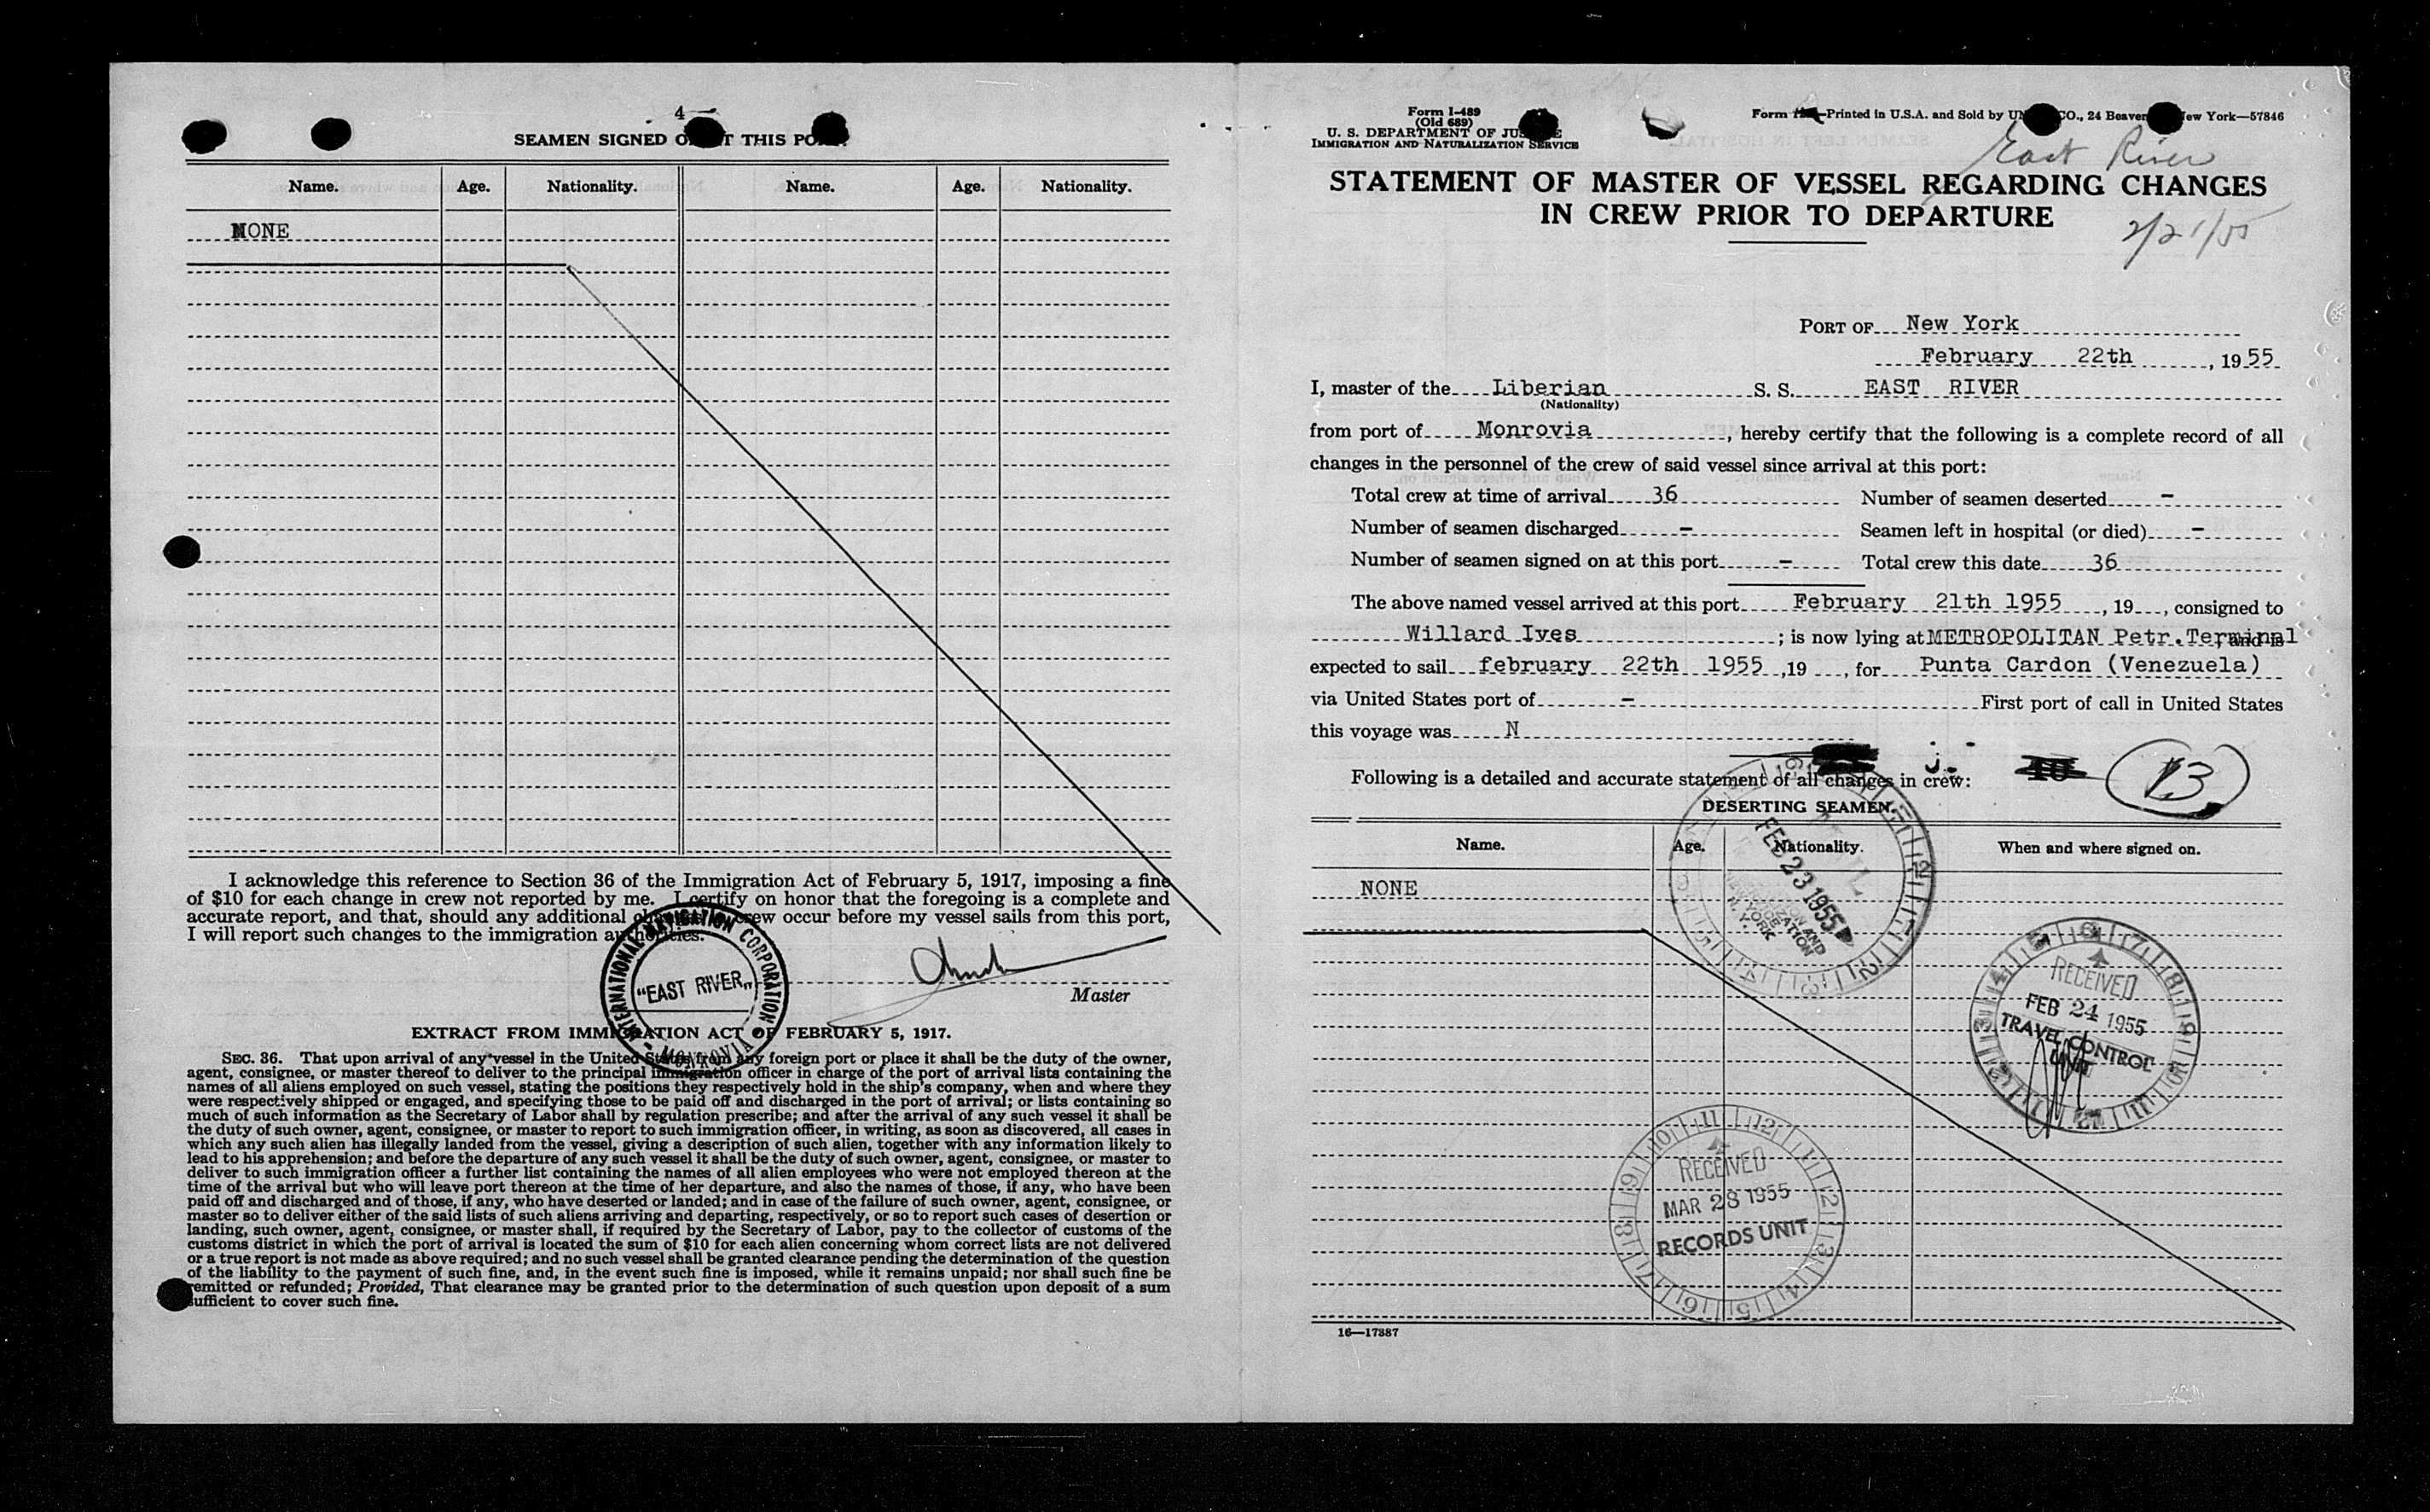 4
SEAMEN SIGNED THIS
Name. Age. Nationality. Name. Age. Nationality.
NONE
I acknowledge this reference to Section 36 of the Immigration Act of February 5, 1917, imposing a fine
of $10 for each change in crew not reported by me. I certify on honor that the foregoing is a complete and
accurate report, and that, should any additional crew occur before my vessel sails from this port,
I will report such changes to the immigration authorities.
INTERNATIONAL NAVIGATION CORPORATION
"EAST RIVER"
MONROVIA
Master
EXTRACT FROM IMMIGRATION ACT OF FEBRUARY 5, 1917.
SEC. 36. That upon arrival of any vessel in the United States from any foreign port or place it shall be the duty of the owner,
agent, consignee, or master thereof to deliver to the principal immigration officer in charge of the port of arrival lists containing the
names of all aliens employed on such vessel, stating the positions they respectively hold in the ship's company, when and where they
were respectively shipped or engaged, and specifying those to be paid off and discharged in the port of arrival; or lists containing so
much of such information as the Secretary of Labor shall by regulation prescribe; and after the arrival of any such vessel it shall be
the duty of such owner, agent, consignee, or master to report to such immigration officer, in writing, as soon as discovered, all cases in
which any such alien has illegally landed from the vessel, giving a description of such alien, together with any information likely to
lead to his apprehension; and before the departure of any such vessel it shall be the duty of such owner, agent, consignee, or master to
deliver to such immigration officer a further list containing the names of all alien employees who were not employed thereon at the
time of the arrival but who will leave port thereon at the time of her departure, and also the names of those, if any, who have been
paid off and discharged and of those, if any, who have deserted or landed; and in case of the failure of such owner, agent, consignee, or
master so to deliver either of the said lists of such aliens arriving and departing, respectively, or so to report such cases of desertion or
landing, such owner, agent, consignee, or master shall, if required by the Secretary of Labor, pay to the collector of customs of the
customs district in which the port of arrival is located the sum of $10 for each alien concerning whom correct lists are not delivered
or a true report is not made as above required; and no such vessel shall be granted clearance pending the determination of the question
of the liability to the payment of such fine, and, in the event such fine is imposed, while it remains unpaid; nor shall such fine be
remitted or refunded; Provided, That clearance may be granted prior to the determination of such question upon deposit of a sum
sufficient to cover such fine.
Form I-489
(Old 689)
U. S. DEPARTMENT OF JUSTICE
IMMIGRATION AND NATURALIZATION SERVICE
Form Printed in U.S.A. and Sold by CO., 24 Beaver New York—57846
East River
STATEMENT OF MASTER OF VESSEL REGARDING CHANGES
IN CREW PRIOR TO DEPARTURE
2/21/55
PORT OF New York
February 22th, 1955
I, master of the Liberian S. S. EAST RIVER
(Nationality)
from port of Monrovia, hereby certify that the following is a complete record of all
changes in the personnel of the crew of said vessel since arrival at this port:
Total crew at time of arrival 36 Number of seamen deserted -
Number of seamen discharged - Seamen left in hospital (or died) -
Number of seamen signed on at this port - Total crew this date 36
The above named vessel arrived at this port February 21th 1955, 19, consigned to
Willard Ives; is now lying at METROPOLITAN Petr.Terminal
expected to sail february 22th 1955, 19, for Punta Cardon (Venezuela)
via United States port of - First port of call in United States
this voyage was N
Following is a detailed and accurate statement of all changes in crew:
13
DESERTING SEAMEN.
Name. Age. Nationality. When and where signed on.
NONE
FEB 23 1955
RECEIVED
FEB 24 1955
TRAVEL CONTROL
UNIT
RECEIVED
MAR 28 1955
RECORDS UNIT
16—17387